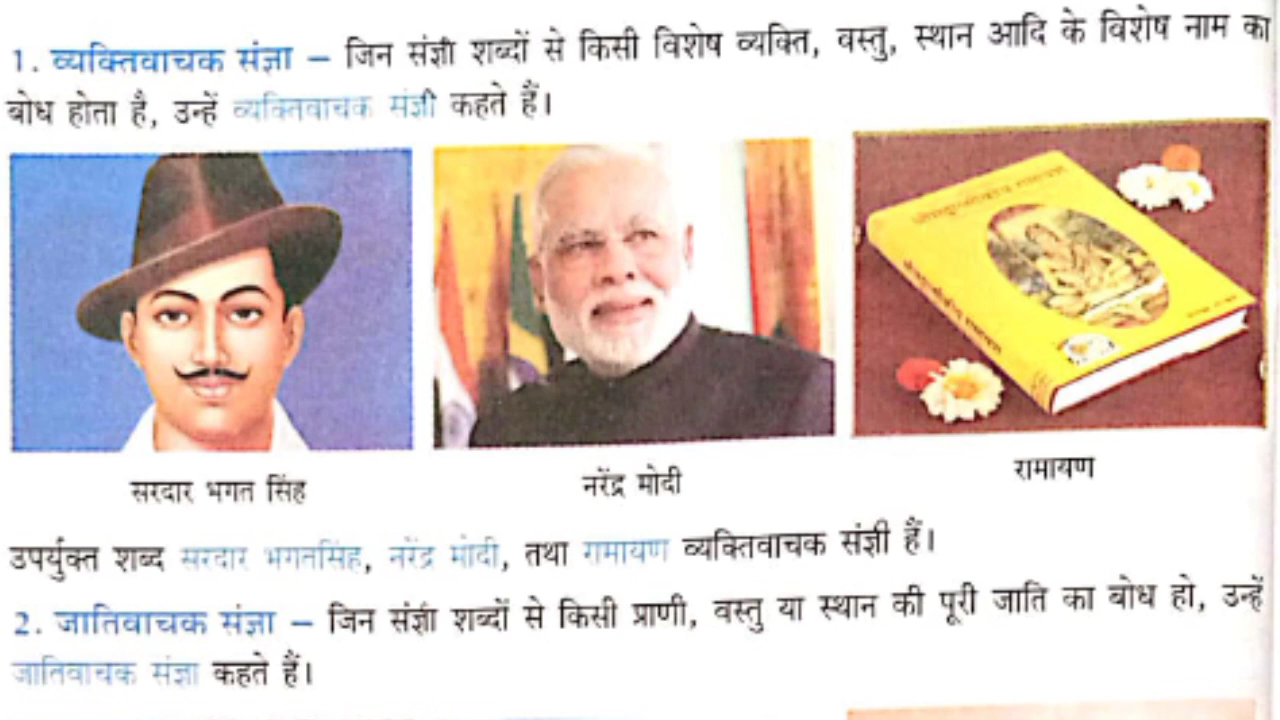 1. व्यक्तिवाचक संज्ञा – जिन संज्ञा शब्दों से किसी विशेष व्यक्ति, वस्तु, स्थान आदि के विशेष नाम का
बोध होता है, उन्हें व्यक्तिवाचक संज्ञा कहते हैं।
सरदार भगत सिंह
नरेंद्र मोदी
रामायण
उपर्युक्त शब्द सरदार भगतसिंह, नरेंद्र मोदी, तथा रामायण व्यक्तिवाचक संज्ञा हैं।
2. जातिवाचक संज्ञा – जिन संज्ञा शब्दों से किसी प्राणी, वस्तु या स्थान की पूरी जाति का बोध हो, उन्हें
जातिवाचक संज्ञा कहते हैं।